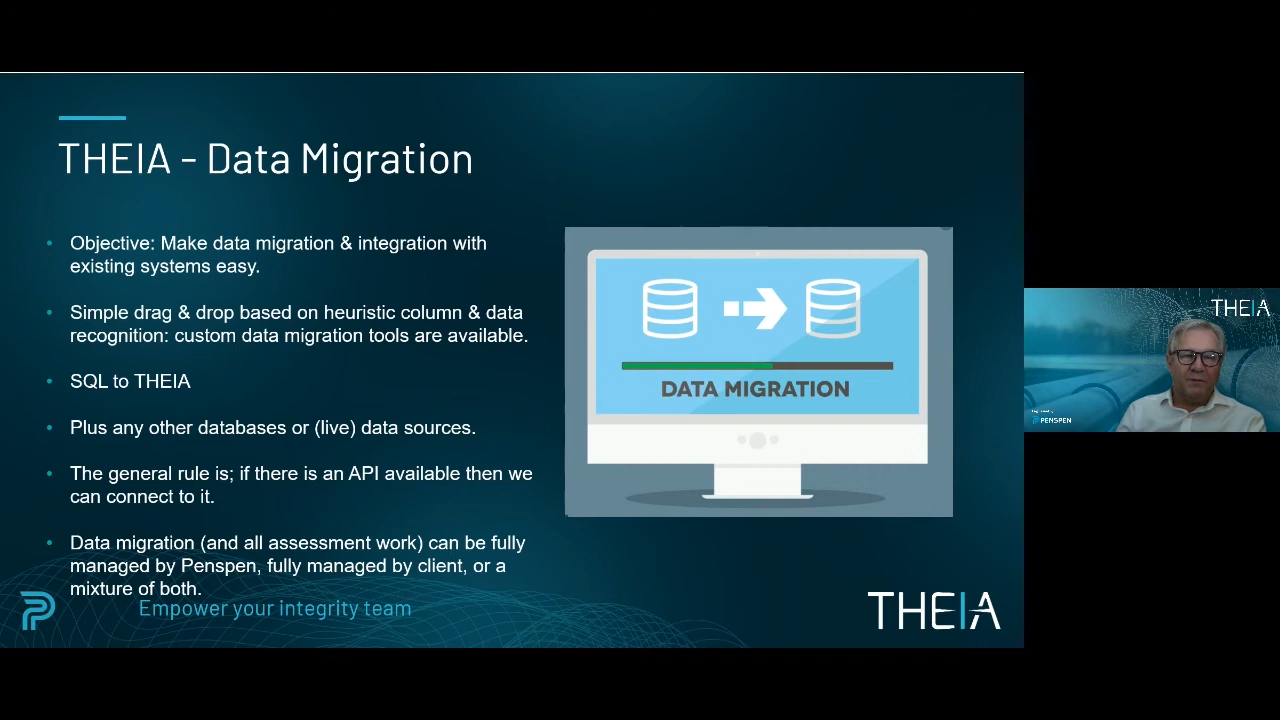 THEIA - Data Migration
• Objective: Make data migration & integration with
existing systems easy.
• Simple drag & drop based on heuristic column & data
recognition: custom data migration tools are available.
• SQL to THEIA
• Plus any other databases or (live) data sources.
• The general rule is; if there is an API available then we
can connect to it.
• Data migration (and all assessment work) can be fully
managed by Penspen, fully managed by client, or a
mixture of both.
DATA MIGRATION
Empower your integrity team
THEIA
THEIA
PENSPEN